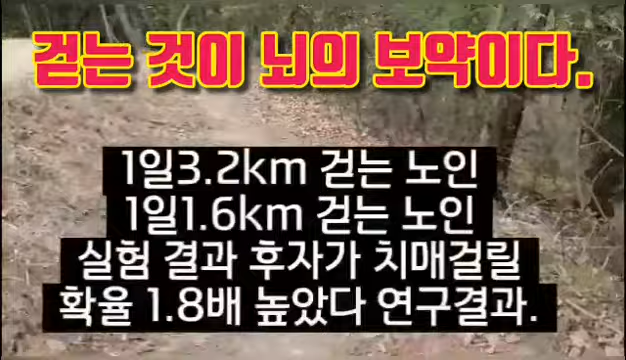 걷는 것이 뇌의 보약이다.
1일3.2km 걷는 노인
1일1.6km 걷는 노인
실험 결과 후자가 치매걸릴
확율 1.8배 높았다 연구결과.